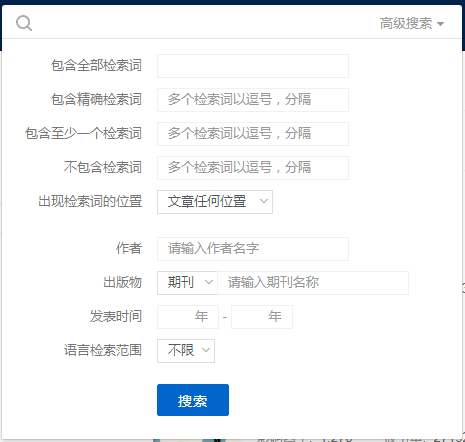 高级搜索
包含全部检索词
包含精确检索词 多个检索词以逗号，分隔
包含至少一个检索词 多个检索词以逗号，分隔
不包含检索词 多个检索词以逗号，分隔
出现检索词的位置 文章任何位置
作者 请输入作者名字
出版物 期刊 请输入期刊名称
发表时间 年 - 年
语言检索范围 不限
搜索